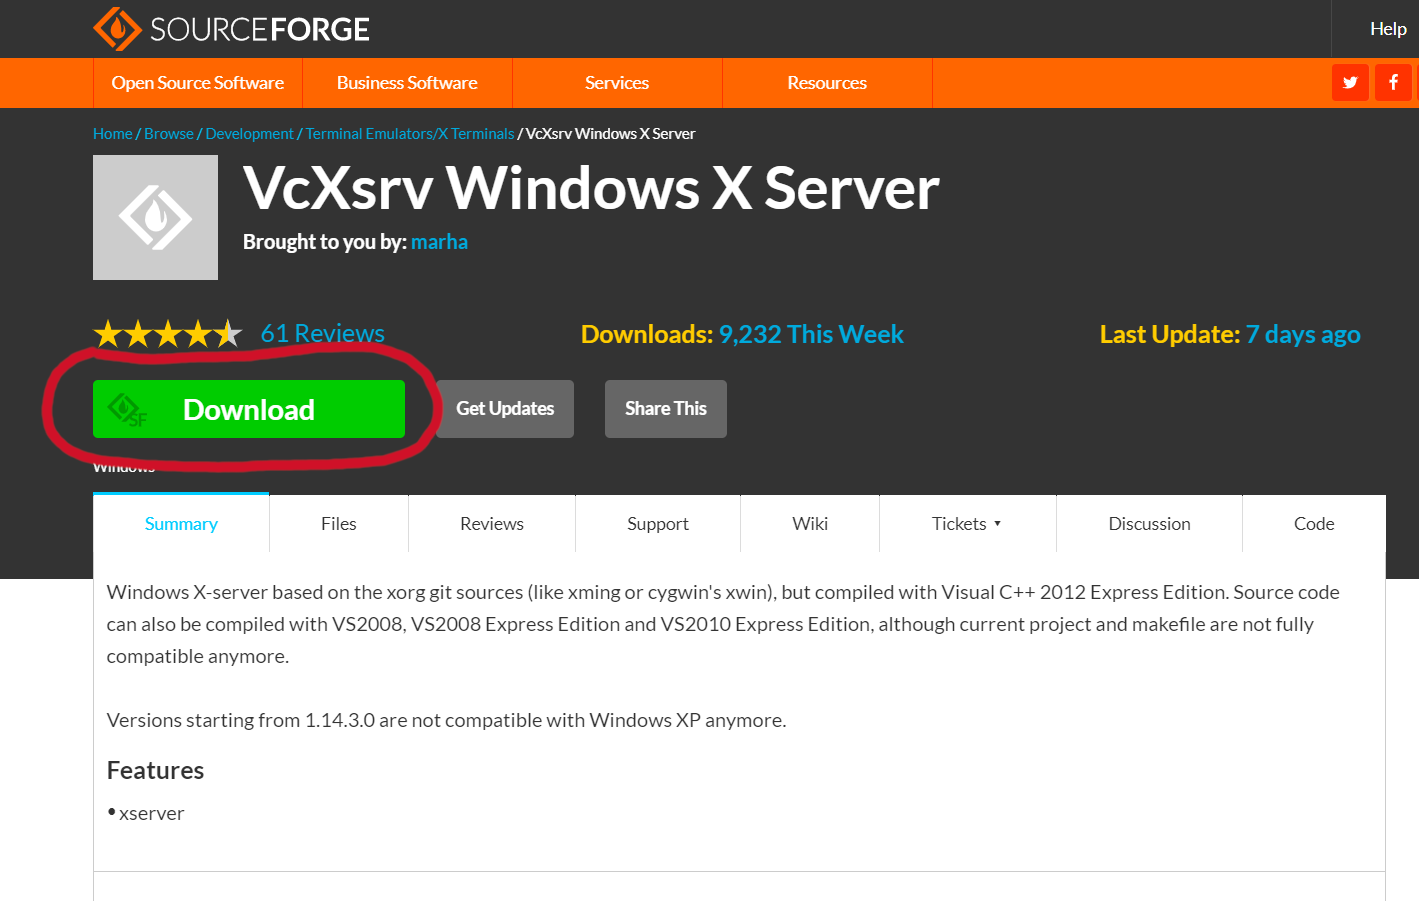 SOURCEFORGE
Help
Open Source Software
Business Software
Services
Resources
Home / Browse / Development / Terminal Emulators/X Terminals / VcXsrv Windows X Server
VcXsrv Windows X Server
Brought to you by: marha
61 Reviews
Downloads: 9,232 This Week
Last Update: 7 days ago
SF
Download
Get Updates
Share This
Windows
Summary
Files
Reviews
Support
Wiki
Tickets ▾
Discussion
Code
Windows X-server based on the xorg git sources (like xming or cygwin's xwin), but compiled with Visual C++ 2012 Express Edition. Source code
can also be compiled with VS2008, VS2008 Express Edition and VS2010 Express Edition, although current project and makefile are not fully
compatible anymore.
Versions starting from 1.14.3.0 are not compatible with Windows XP anymore.
Features
• xserver